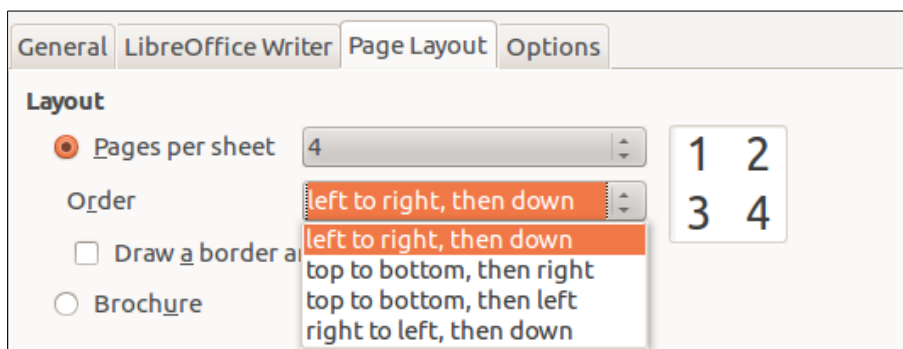 General LibreOffice Writer Page Layout Options
Layout
Pages per sheet 4
1 2
3 4
Order left to right, then down
left to right, then down
Draw a border
top to bottom, then right
top to bottom, then left
Brochure
right to left, then down